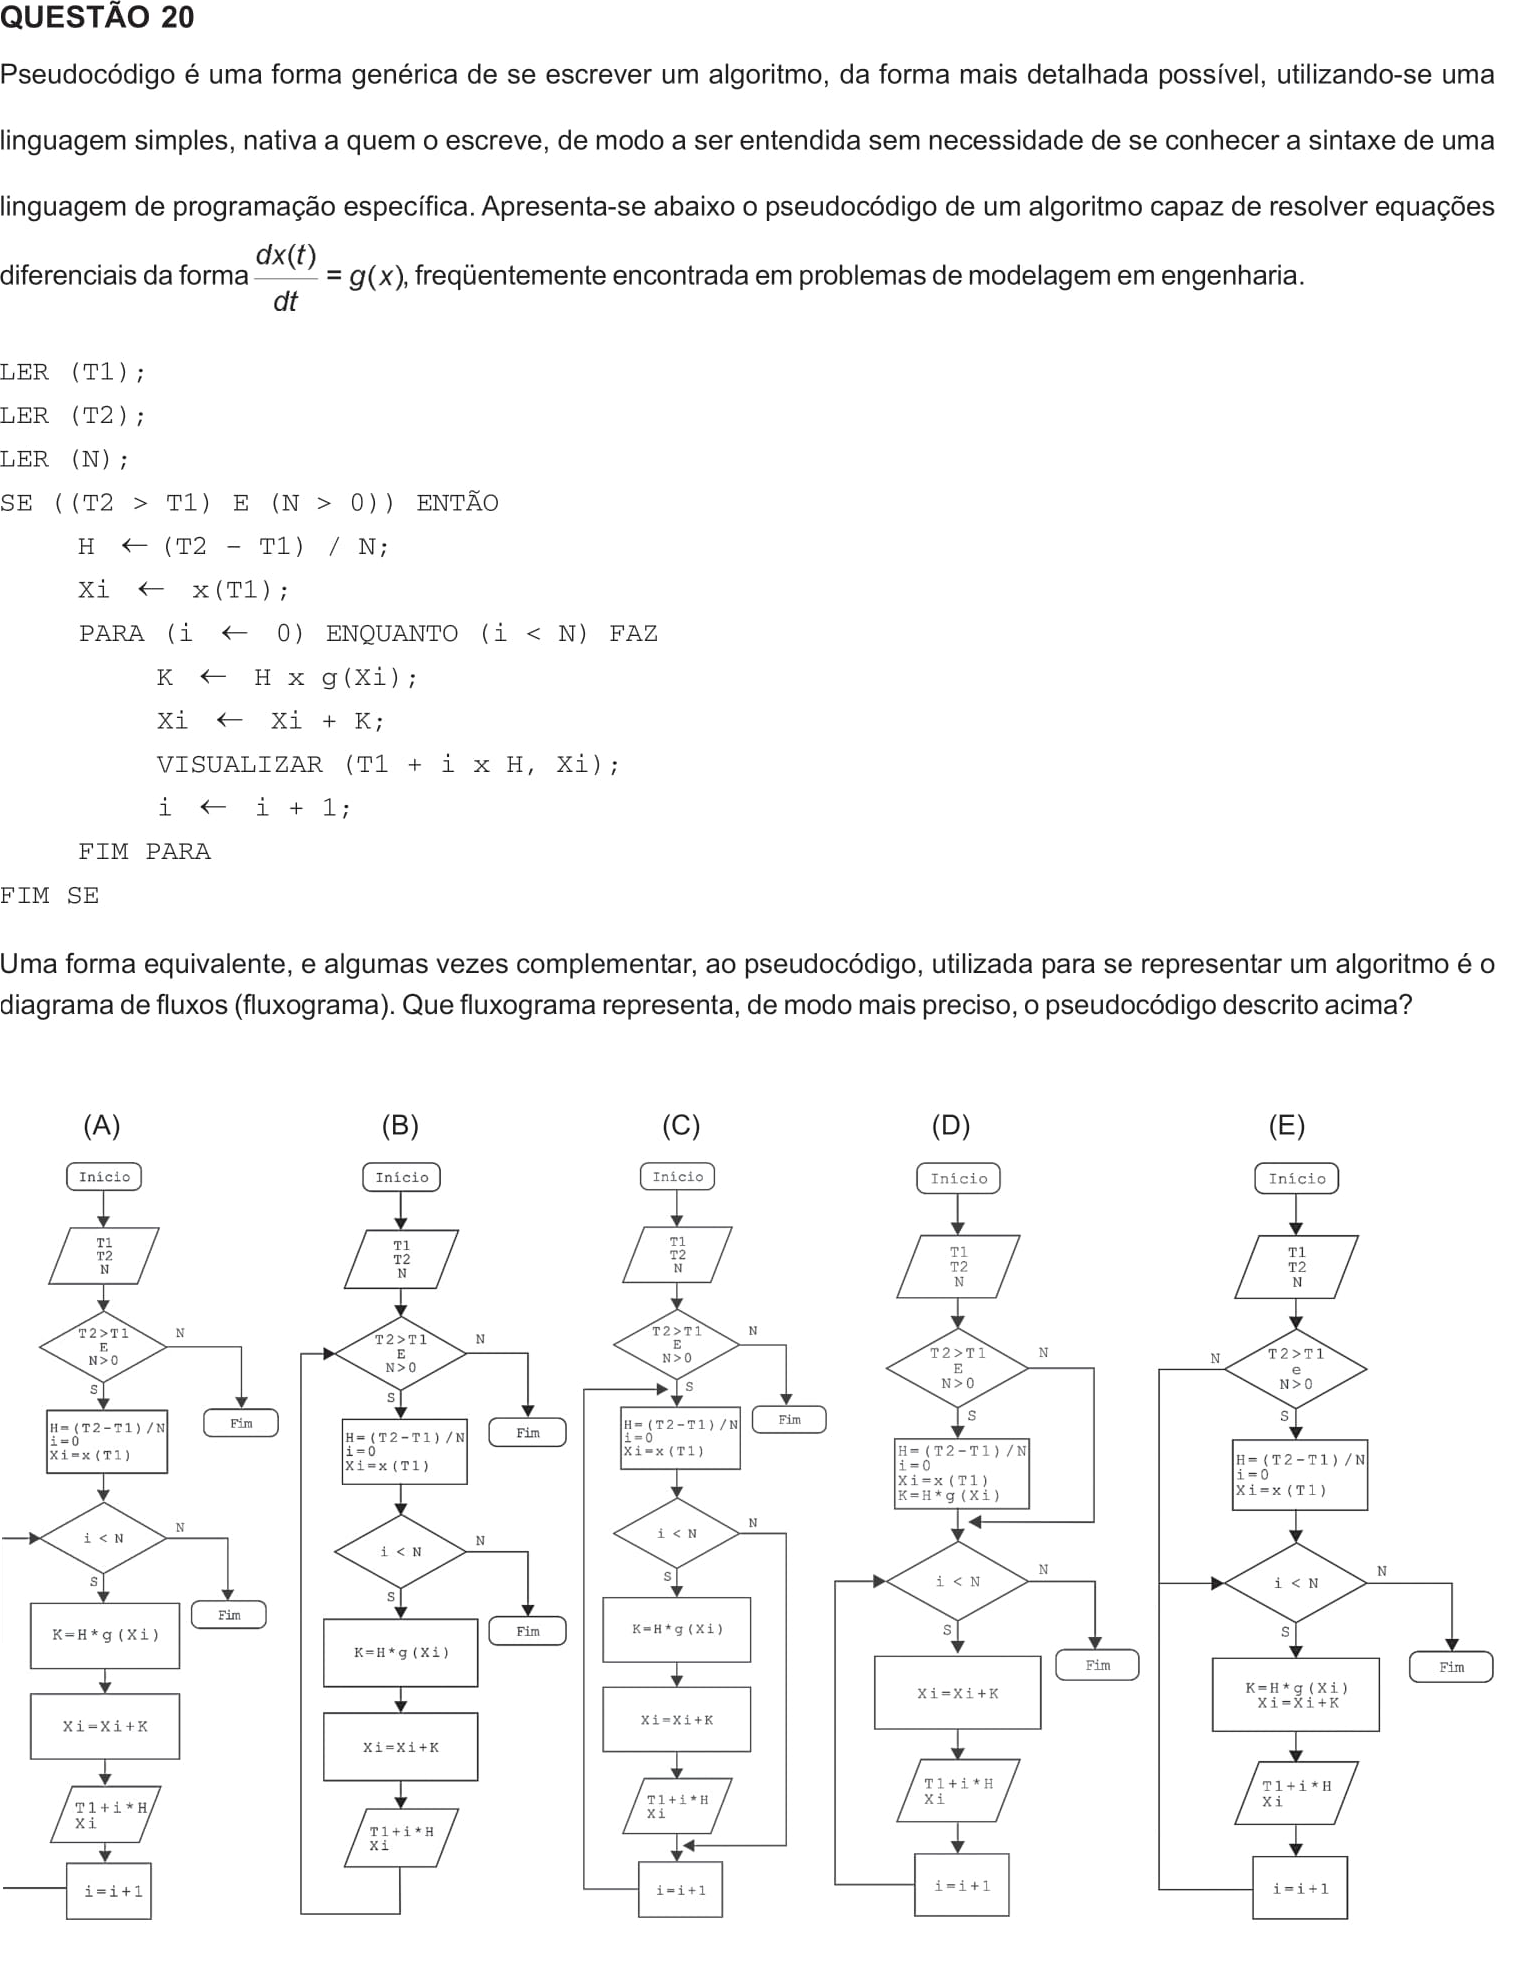 QUESTÃO 20
Pseudocódigo é uma forma genérica de se escrever um algoritmo, da forma mais detalhada possível, utilizando-se uma
linguagem simples, nativa a quem o escreve, de modo a ser entendida sem necessidade de se conhecer a sintaxe de uma
linguagem de programação específica. Apresenta-se abaixo o pseudocódigo de um algoritmo capaz de resolver equações
diferenciais da forma dx(t)/dt = g(x), freqüentemente encontrada em problemas de modelagem em engenharia.
LER (T1);
LER (T2);
LER (N);
SE ((T2 > T1) E (N > 0)) ENTÃO
H ← (T2 – T1) / N;
Xi ← x(T1);
PARA (i ← 0) ENQUANTO (i < N) FAZ
K ← H x g(Xi);
Xi ← Xi + K;
VISUALIZAR (T1 + i x H, Xi);
i ← i + 1;
FIM PARA
FIM SE
Uma forma equivalente, e algumas vezes complementar, ao pseudocódigo, utilizada para se representar um algoritmo é o
diagrama de fluxos (fluxograma). Que fluxograma representa, de modo mais preciso, o pseudocódigo descrito acima?
(A)
Início
T1
T2
N
T2>T1
E
N>0
N
S
Fim
H=(T2-T1)/N
i=0
Xi=x(T1)
i < N
N
S
Fim
K=H*g(Xi)
Xi=Xi+K
T1+i*H
Xi
i=i+1
(B)
Início
T1
T2
N
T2>T1
E
N>0
N
S
Fim
H=(T2-T1)/N
i=0
Xi=x(T1)
i < N
N
S
Fim
K=H*g(Xi)
Xi=Xi+K
T1+i*H
Xi
(C)
Início
T1
T2
N
T2>T1
E
N>0
N
S
Fim
H=(T2-T1)/N
i=0
Xi=x(T1)
i < N
N
S
K=H*g(Xi)
Xi=Xi+K
T1+i*H
Xi
i=i+1
(D)
Início
T1
T2
N
T2>T1
E
N>0
N
S
H=(T2-T1)/N
i=0
Xi=x(T1)
K=H*g(Xi)
i < N
N
S
Fim
Xi=Xi+K
T1+i*H
Xi
i=i+1
(E)
Início
T1
T2
N
T2>T1
e
N>0
N
S
H=(T2-T1)/N
i=0
Xi=x(T1)
i < N
N
S
Fim
K=H*g(Xi)
Xi=Xi+K
T1+i*H
Xi
i=i+1